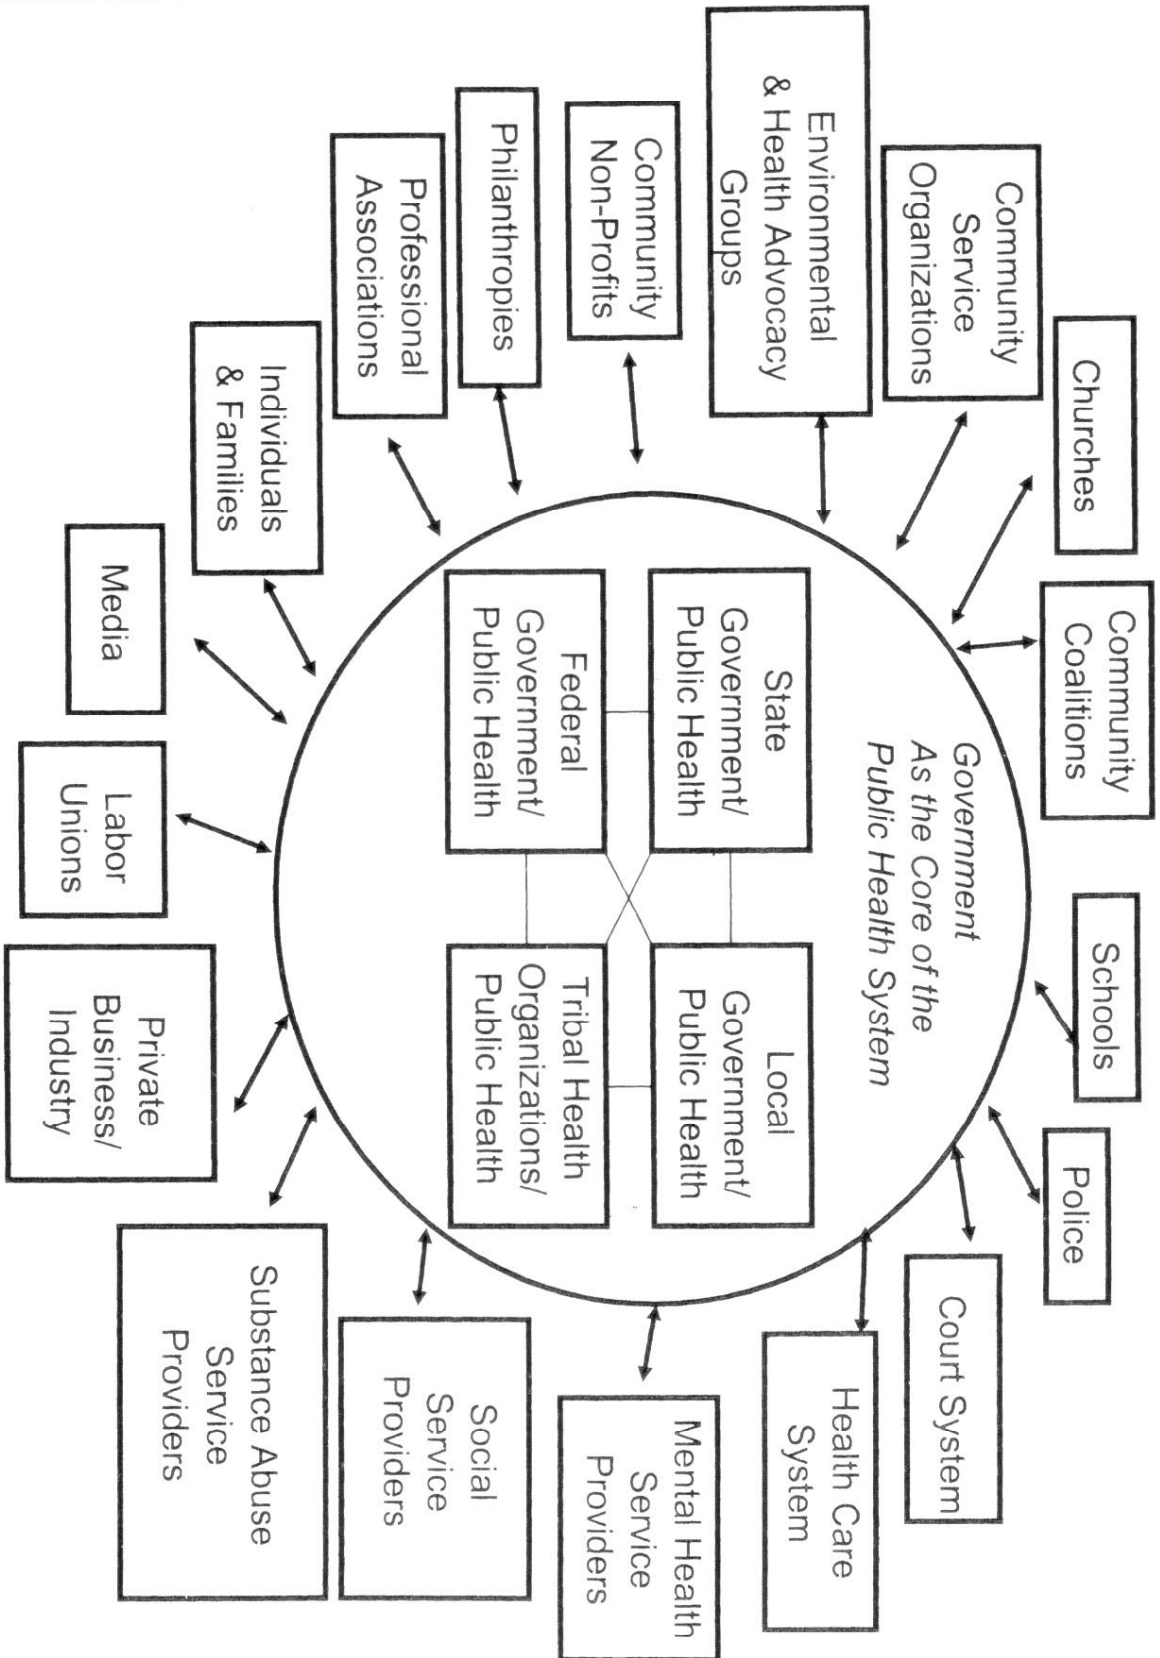 Government
As the Core of the
Public Health System
State
Government/
Public Health
Local
Government/
Public Health
Federal
Government/
Public Health
Tribal Health
Organizations/
Public Health
Community
Coalitions
Schools
Police
Court System
Health Care
System
Mental Health
Service
Providers
Social
Service
Providers
Substance Abuse
Service
Providers
Private
Business/
Industry
Labor
Unions
Media
Individuals
& Families
Professional
Associations
Philanthropies
Community
Non-Profits
Environmental
& Health Advocacy
Groups
Community
Service
Organizations
Churches